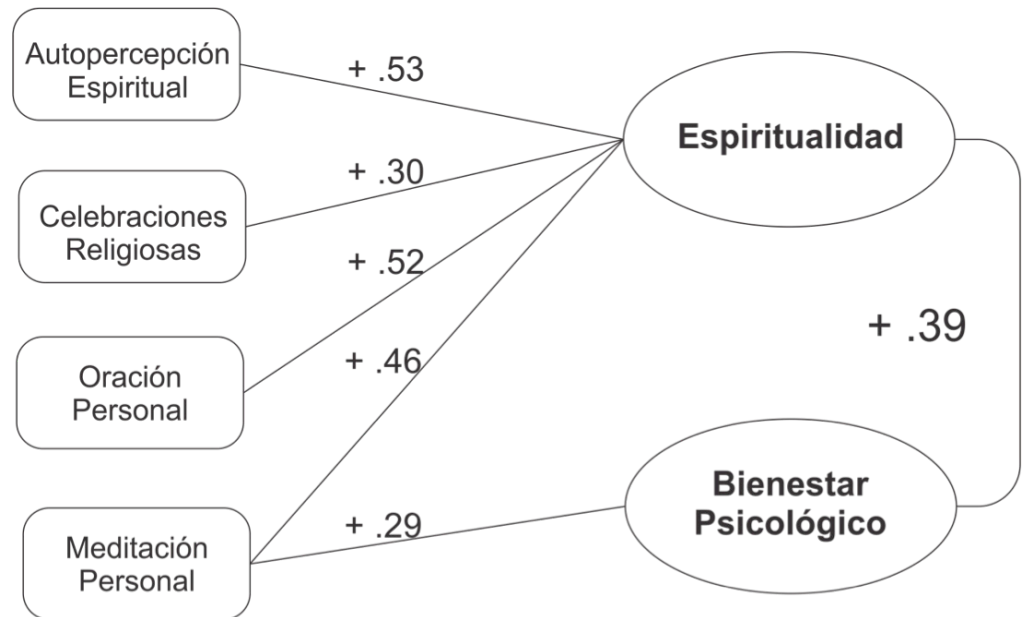 Autopercepción
Espiritual
+ .53
Espiritualidad
Celebraciones
Religiosas
+ .30
+ .52
+ .39
Oración
Personal
+ .46
Bienestar
Psicológico
Meditación
Personal
+ .29